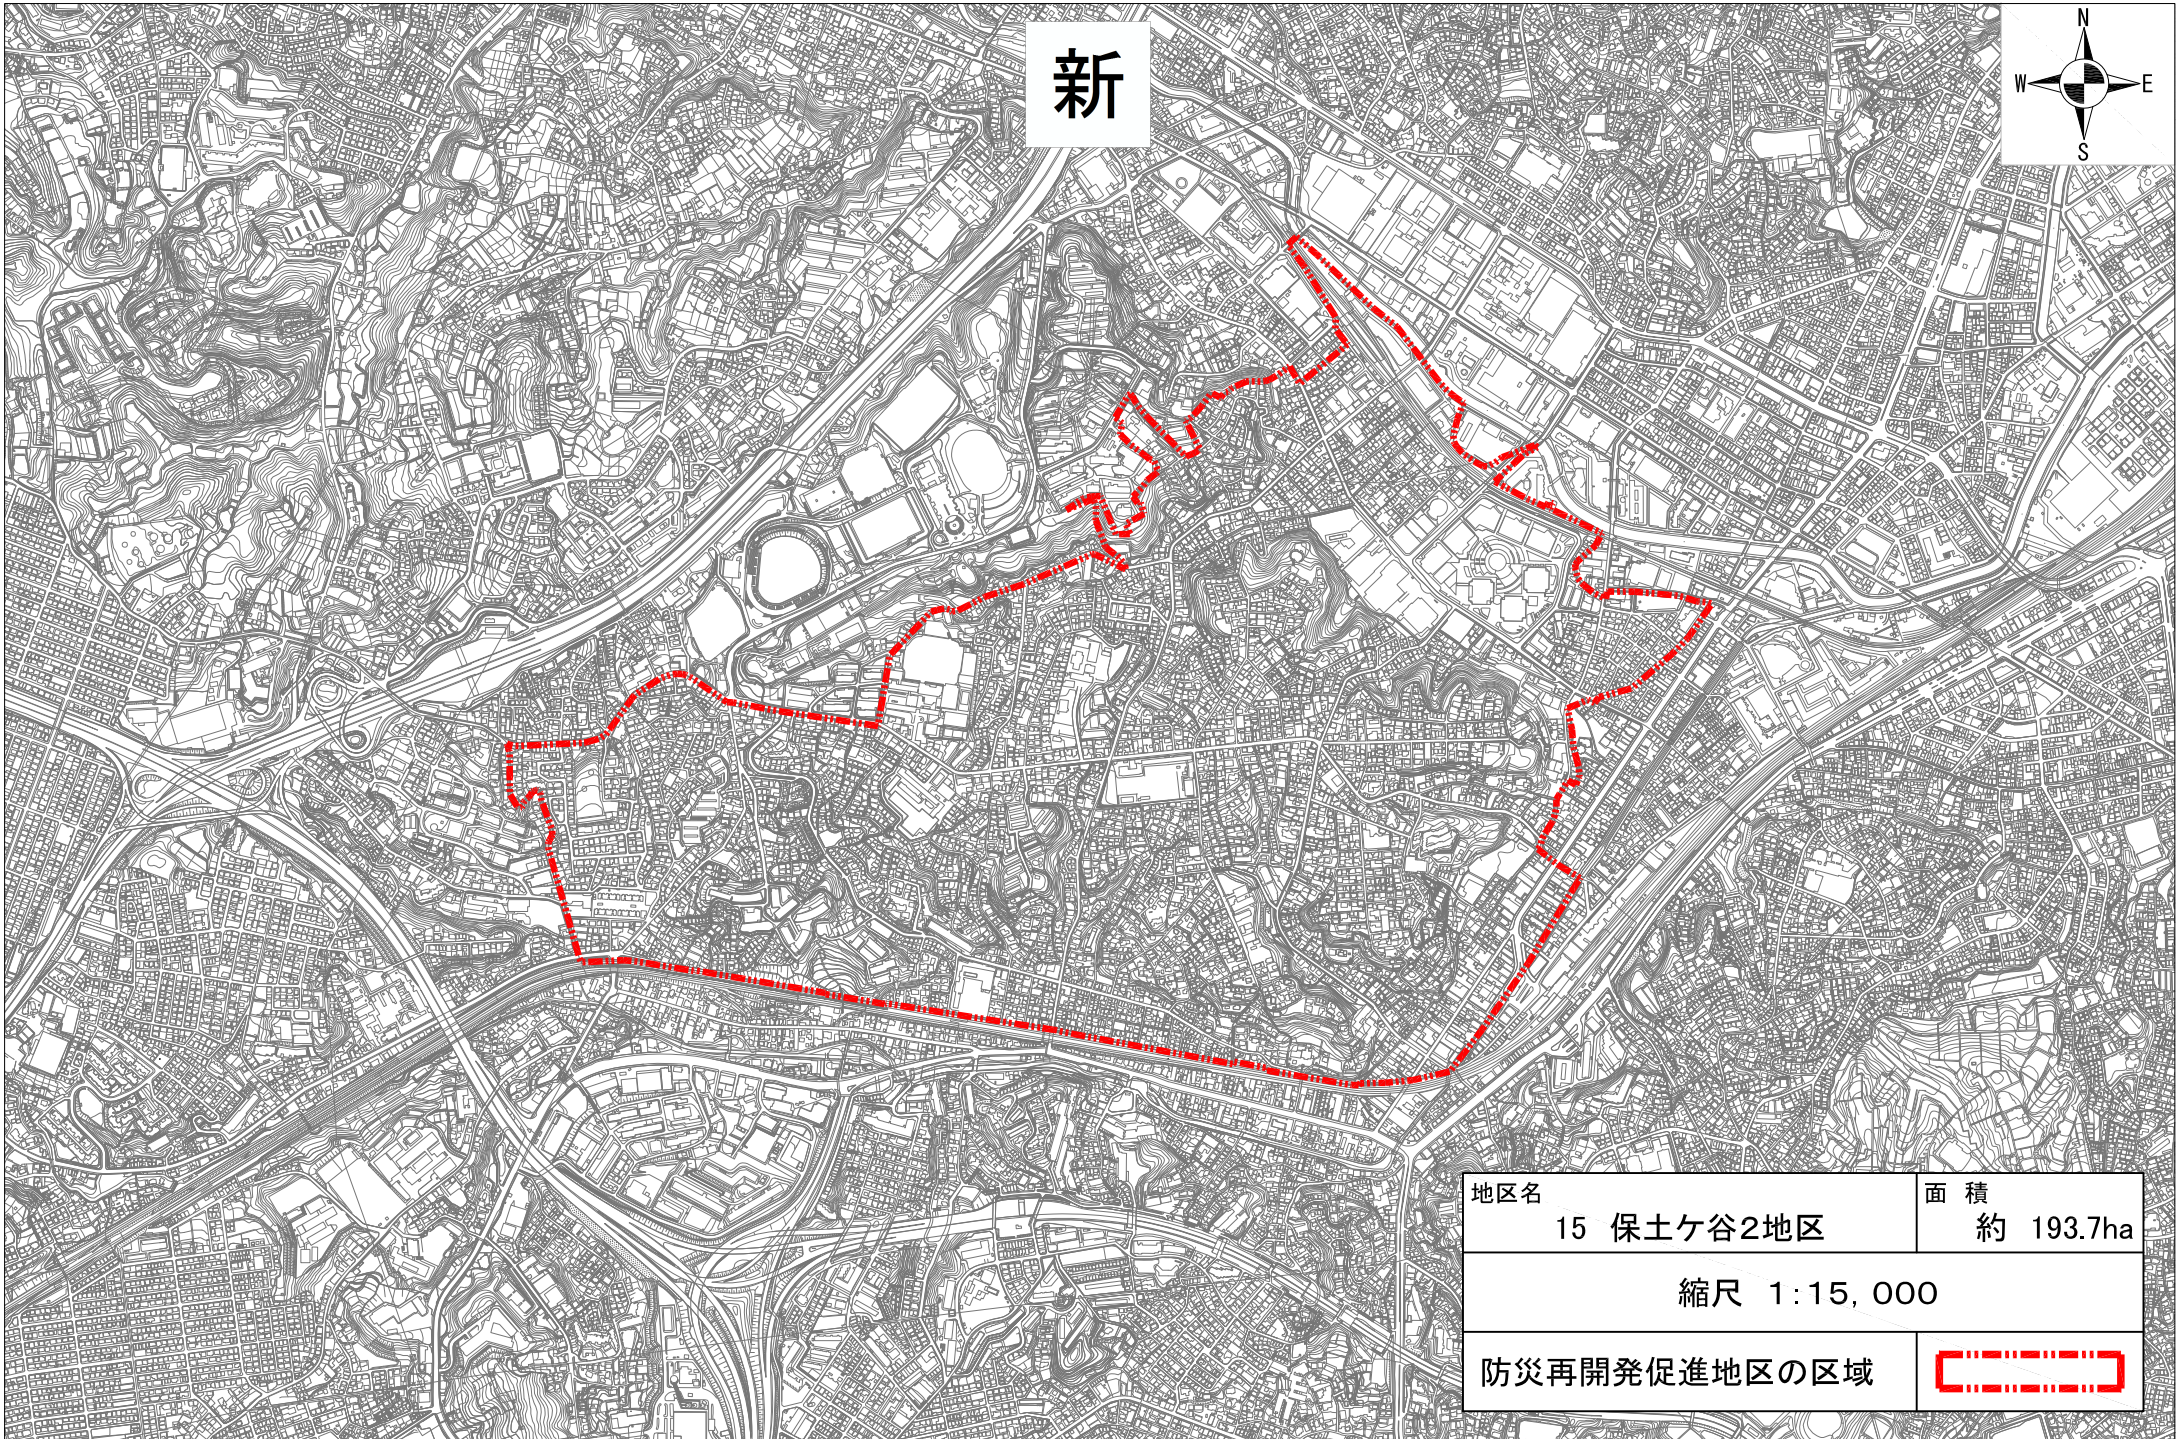 新
N
W E
S
地区名
15 保土ケ谷2地区
面 積
約 193.7ha
縮尺 1:15,000
防災再開発促進地区の区域